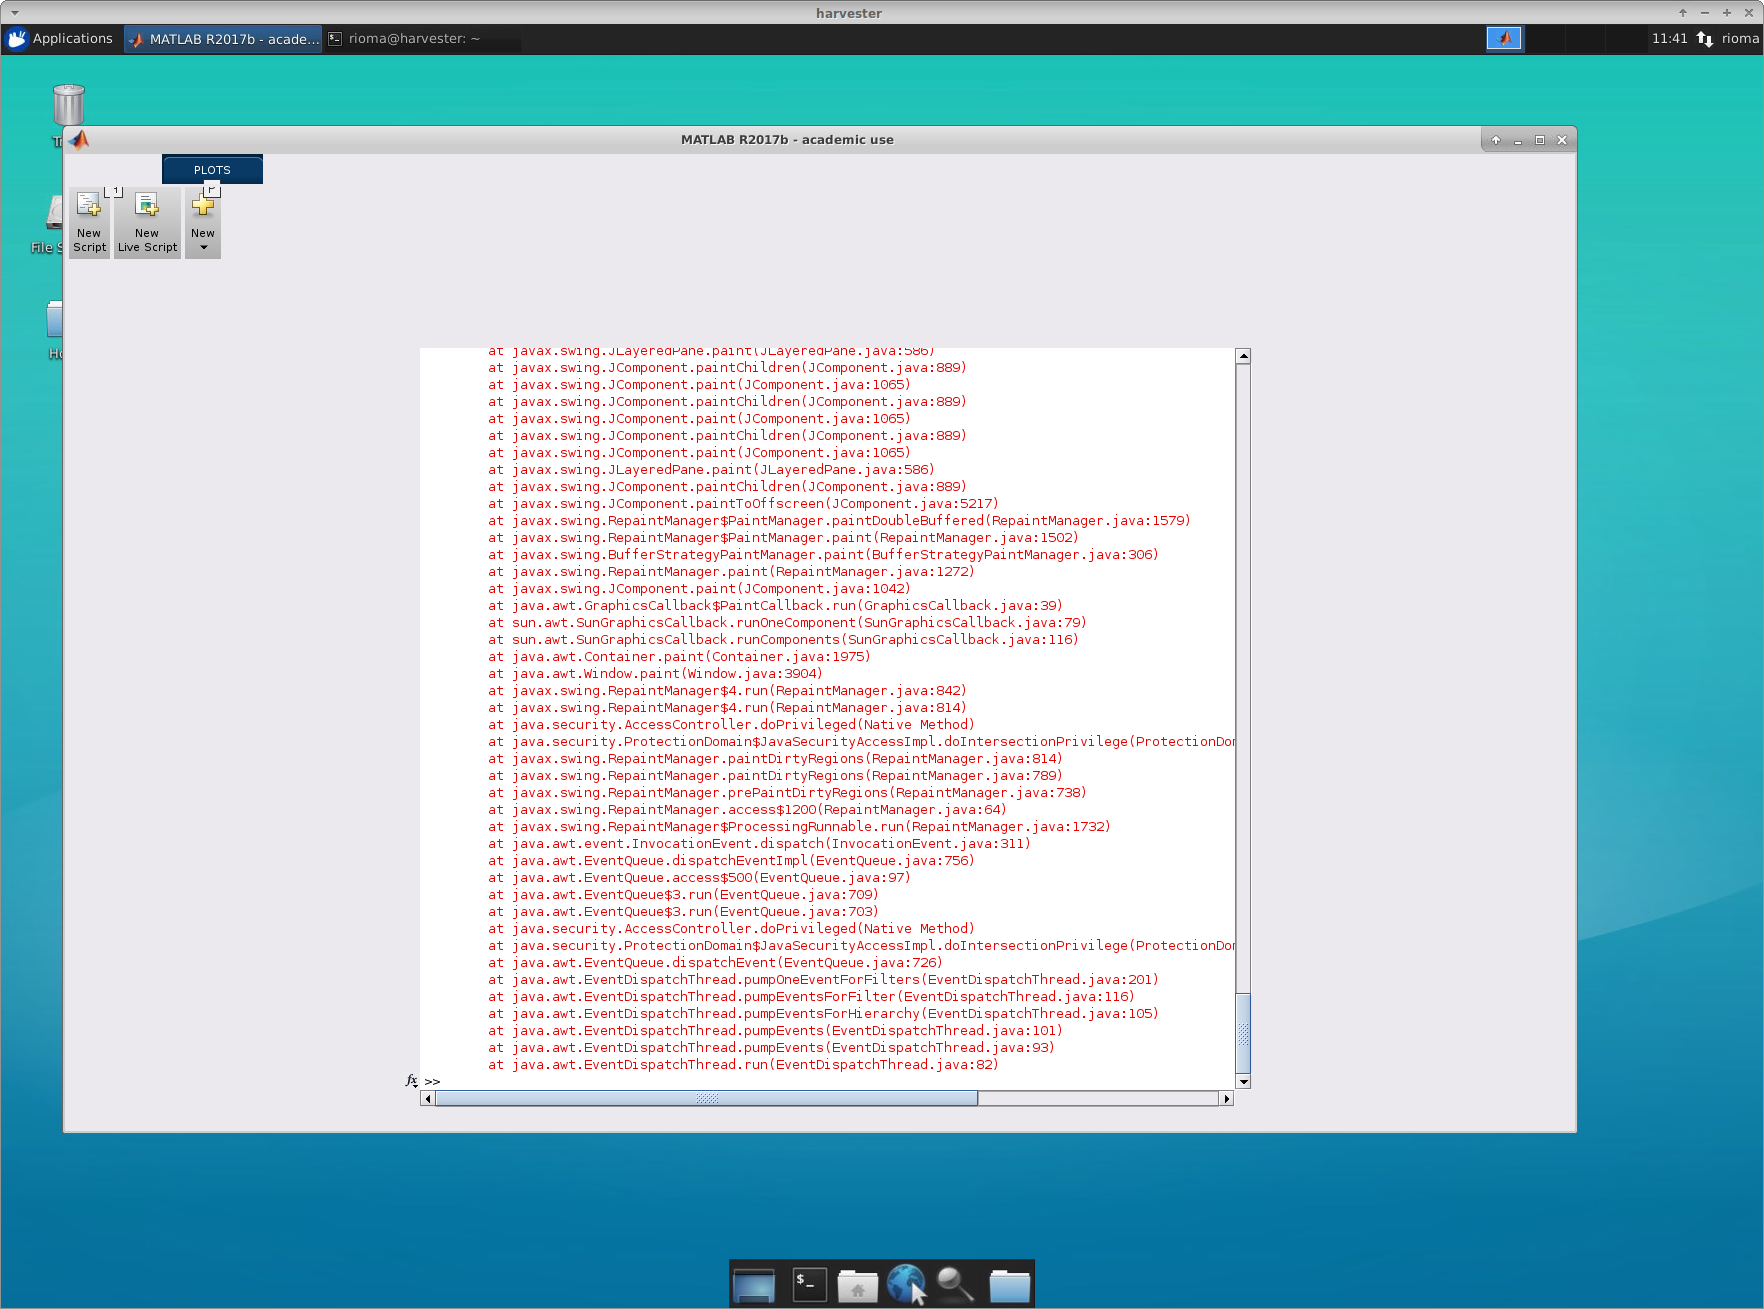 harvester
Applications
MATLAB R2017b - acade...
rioma@harvester: ~
11:41
rioma
MATLAB R2017b - academic use
PLOTS
P
New Script
New Live Script
New
File S
at javax.swing.JLayeredPane.paint(JLayeredPane.java:586)
at javax.swing.JComponent.paintChildren(JComponent.java:889)
at javax.swing.JComponent.paint(JComponent.java:1065)
at javax.swing.JComponent.paintChildren(JComponent.java:889)
at javax.swing.JComponent.paint(JComponent.java:1065)
at javax.swing.JComponent.paintChildren(JComponent.java:889)
at javax.swing.JComponent.paint(JComponent.java:1065)
at javax.swing.JLayeredPane.paint(JLayeredPane.java:586)
at javax.swing.JComponent.paintChildren(JComponent.java:889)
at javax.swing.JComponent.paintToOffscreen(JComponent.java:5217)
at javax.swing.RepaintManager$PaintManager.paintDoubleBuffered(RepaintManager.java:1579)
at javax.swing.RepaintManager$PaintManager.paint(RepaintManager.java:1502)
at javax.swing.BufferStrategyPaintManager.paint(BufferStrategyPaintManager.java:306)
at javax.swing.RepaintManager.paint(RepaintManager.java:1272)
at javax.swing.JComponent.paint(JComponent.java:1042)
at java.awt.GraphicsCallback$PaintCallback.run(GraphicsCallback.java:39)
at sun.awt.SunGraphicsCallback.runOneComponent(SunGraphicsCallback.java:79)
at sun.awt.SunGraphicsCallback.runComponents(SunGraphicsCallback.java:116)
at java.awt.Container.paint(Container.java:1975)
at java.awt.Window.paint(Window.java:3904)
at javax.swing.RepaintManager$4.run(RepaintManager.java:842)
at javax.swing.RepaintManager$4.run(RepaintManager.java:814)
at java.security.AccessController.doPrivileged(Native Method)
at java.security.ProtectionDomain$JavaSecurityAccessImpl.doIntersectionPrivilege(ProtectionDo
at javax.swing.RepaintManager.paintDirtyRegions(RepaintManager.java:814)
at javax.swing.RepaintManager.paintDirtyRegions(RepaintManager.java:789)
at javax.swing.RepaintManager.prePaintDirtyRegions(RepaintManager.java:738)
at javax.swing.RepaintManager.access$1200(RepaintManager.java:64)
at javax.swing.RepaintManager$ProcessingRunnable.run(RepaintManager.java:1732)
at java.awt.event.InvocationEvent.dispatch(InvocationEvent.java:311)
at java.awt.EventQueue.dispatchEventImpl(EventQueue.java:756)
at java.awt.EventQueue.access$500(EventQueue.java:97)
at java.awt.EventQueue$3.run(EventQueue.java:709)
at java.awt.EventQueue$3.run(EventQueue.java:703)
at java.security.AccessController.doPrivileged(Native Method)
at java.security.ProtectionDomain$JavaSecurityAccessImpl.doIntersectionPrivilege(ProtectionDo
at java.awt.EventQueue.dispatchEvent(EventQueue.java:726)
at java.awt.EventDispatchThread.pumpOneEventForFilters(EventDispatchThread.java:201)
at java.awt.EventDispatchThread.pumpEventsForFilter(EventDispatchThread.java:116)
at java.awt.EventDispatchThread.pumpEventsForHierarchy(EventDispatchThread.java:105)
at java.awt.EventDispatchThread.pumpEvents(EventDispatchThread.java:101)
at java.awt.EventDispatchThread.pumpEvents(EventDispatchThread.java:93)
at java.awt.EventDispatchThread.run(EventDispatchThread.java:82)
fx >>
$_